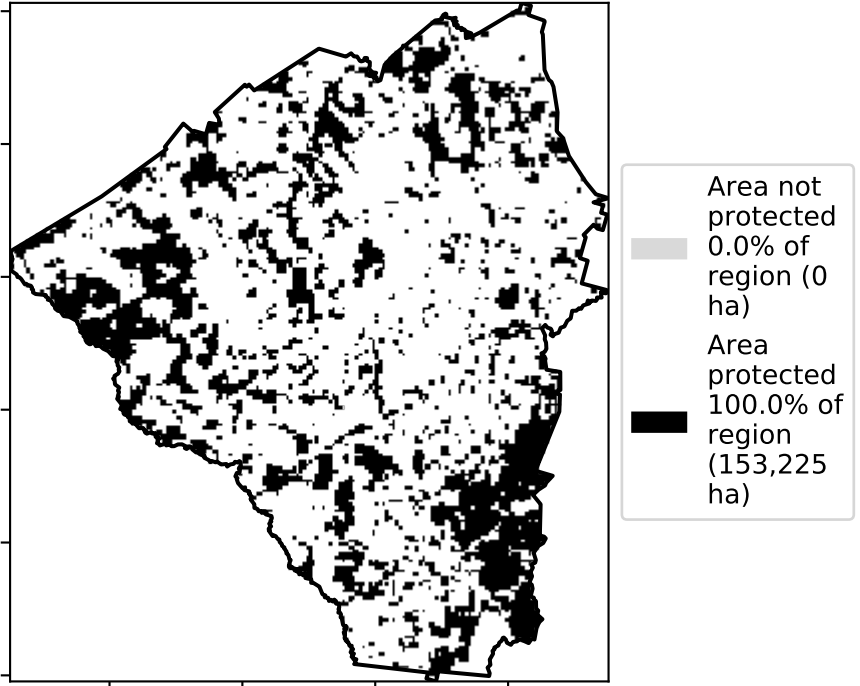 Area not
protected
0.0% of
region (0
ha)
Area
protected
100.0% of
region
(153,225
ha)